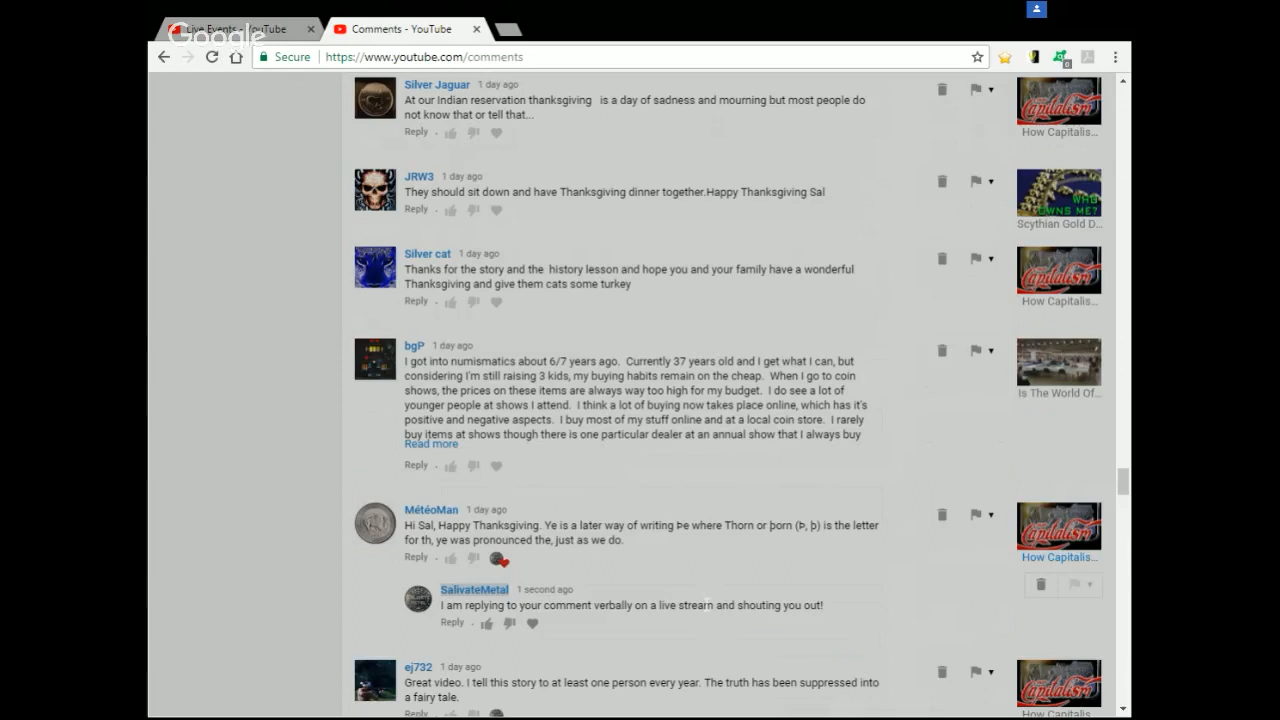 Live Events - YouTube
Comments - YouTube
Google
Secure
https://www.youtube.com/comments
Silver Jaguar 1 day ago
At our Indian reservation thanksgiving is a day of sadness and mourning but most people do
not know that or tell that...
Reply
How Capitalis...
JRW3 1 day ago
They should sit down and have Thanksgiving dinner together.Happy Thanksgiving Sal
Reply
WHO
OWNS ME?
Scythian Gold D...
Silver cat 1 day ago
Thanks for the story and the history lesson and hope you and your family have a wonderful
Thanksgiving and give them cats some turkey
Reply
Capitalism
How Capitalis...
bgP 1 day ago
I got into numismatics about 6/7 years ago. Currently 37 years old and I get what I can, but
considering I'm still raising 3 kids, my buying habits remain on the cheap. When I go to coin
shows, the prices on these items are always way too high for my budget. I do see a lot of
younger people at shows I attend. I think a lot of buying now takes place online, which has it's
positive and negative aspects. I buy most of my stuff online and at a local coin store. I rarely
buy items at shows though there is one particular dealer at an annual show that I always buy
Read more
Reply
Is The World Of...
MétéoMan 1 day ago
Hi Sal, Happy Thanksgiving. Ye is a later way of writing Þe where Thorn or þorn (Þ, þ) is the letter
for th, ye was pronounced the, just as we do.
Reply
Capitalism
How Capitalis...
SalivateMetal 1 second ago
I am replying to your comment verbally on a live stream and shouting you out!
Reply
ej732 1 day ago
Great video. I tell this story to at least one person every year. The truth has been suppressed into
a fairy tale.
Reply
Capitalism
How Capitalis...